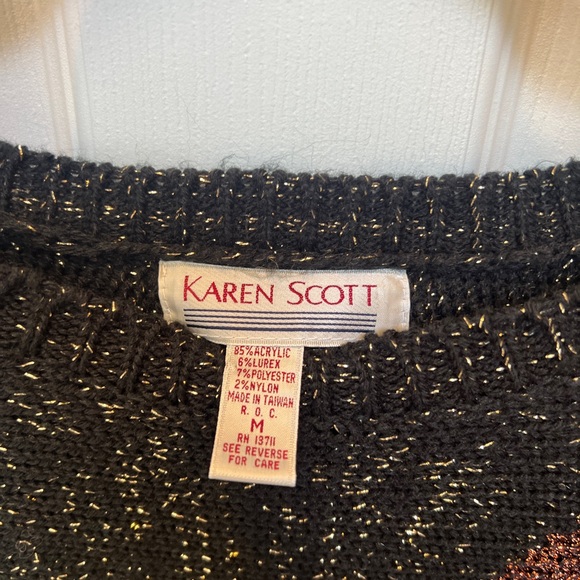 KAREN SCOTT
85% ACRYLIC
6% LUREX
7% POLYESTER
2% NYLON
MADE IN TAIWAN
R. O. C.
M
RN 13711
SEE REVERSE
FOR CARE